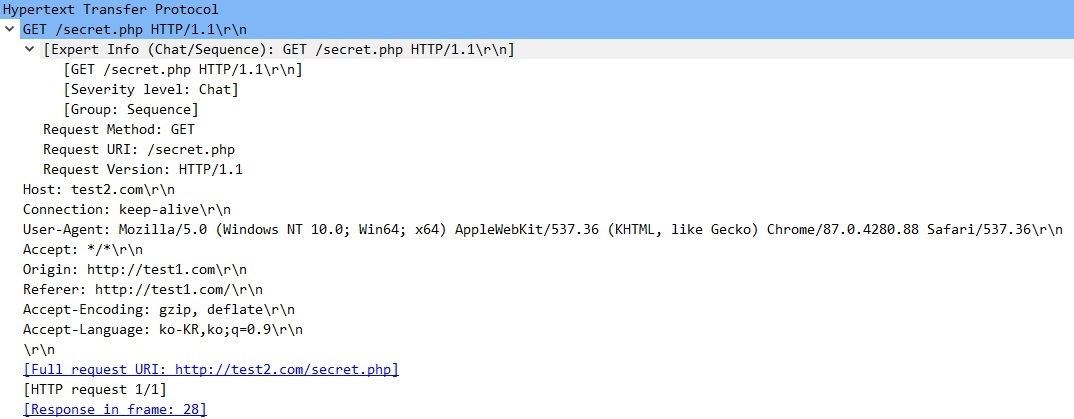 Hypertext Transfer Protocol
GET /secret.php HTTP/1.1\r\n
[Expert Info (Chat/Sequence): GET /secret.php HTTP/1.1\r\n]
[GET /secret.php HTTP/1.1\r\n]
[Severity level: Chat]
[Group: Sequence]
Request Method: GET
Request URI: /secret.php
Request Version: HTTP/1.1
Host: test2.com\r\n
Connection: keep-alive\r\n
User-Agent: Mozilla/5.0 (Windows NT 10.0; Win64; x64) AppleWebKit/537.36 (KHTML, like Gecko) Chrome/87.0.4280.88 Safari/537.36\r\n
Accept: */*\r\n
Origin: http://test1.com\r\n
Referer: http://test1.com/\r\n
Accept-Encoding: gzip, deflate\r\n
Accept-Language: ko-KR,ko;q=0.9\r\n
\r\n
[Full request URI: http://test2.com/secret.php]
[HTTP request 1/1]
[Response in frame: 28]